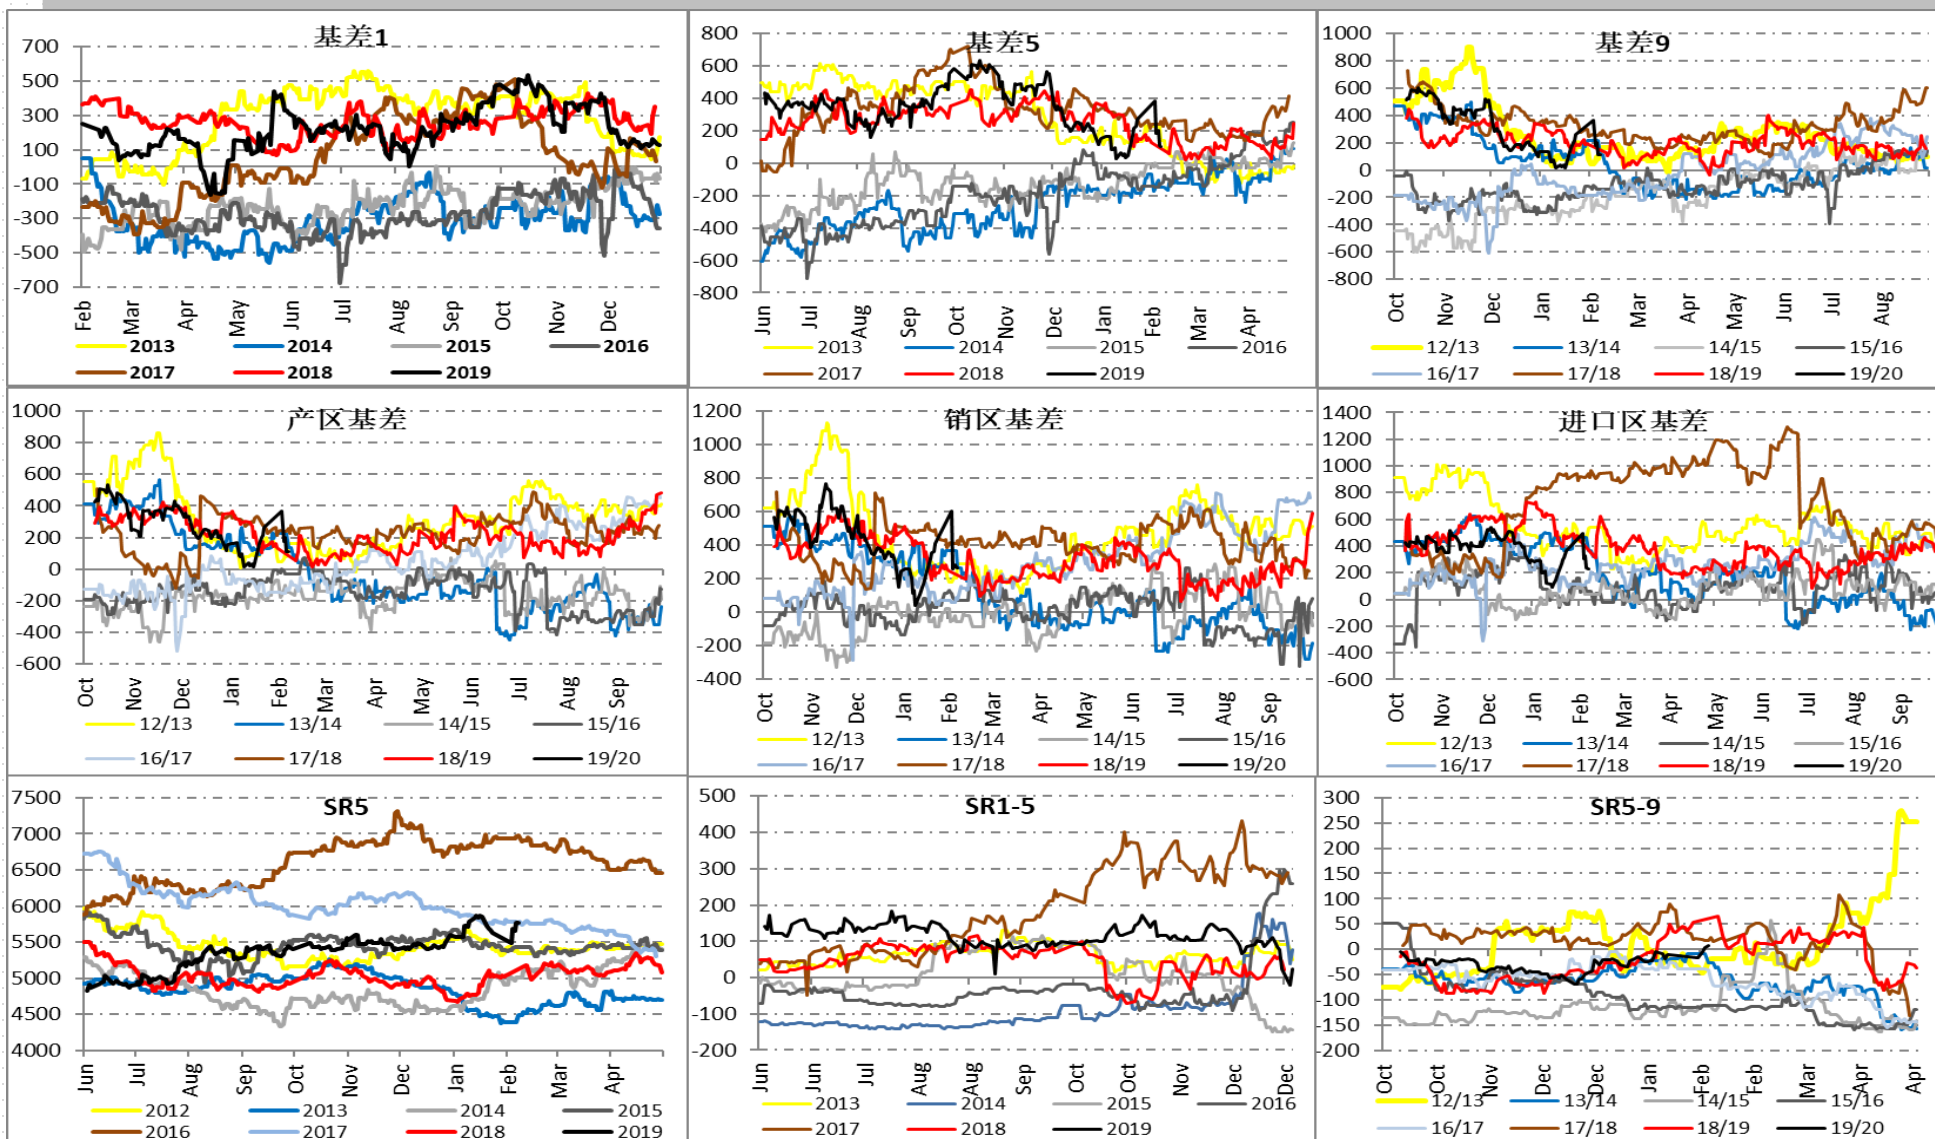 基差1
700
500
300
100
-100
-300
-500
-700
Feb Mar Apr May Jun Jul Aug Sep Oct Nov Dec
2013 2014 2015 2016
2017 2018 2019
基差5
800
600
400
200
0
-200
-400
-600
-800
Jun Jul Aug Sep Oct Nov Dec Jan Feb Mar Apr
2013 2014 2015 2016
2017 2018 2019
基差9
1000
800
600
400
200
0
-200
-400
-600
-800
Oct Nov Dec Jan Feb Mar Apr May Jun Jul Aug
12/13 13/14 14/15 15/16
16/17 17/18 18/19 19/20
产区基差
1000
800
600
400
200
0
-200
-400
-600
Oct Nov Dec Jan Feb Mar Apr May Jun Jul Aug Sep
12/13 13/14 14/15 15/16
16/17 17/18 18/19 19/20
销区基差
1200
1000
800
600
400
200
0
-200
-400
Oct Nov Dec Jan Feb Mar Apr May Jun Jul Aug Sep
12/13 13/14 14/15 15/16
16/17 17/18 18/19 19/20
进口区基差
1400
1200
1000
800
600
400
200
0
-200
-400
-600
Oct Nov Dec Jan Feb Mar Apr May Jun Jul Aug Sep
12/13 13/14 14/15 15/16
16/17 17/18 18/19 19/20
SR5
7500
7000
6500
6000
5500
5000
4500
4000
Jun Jul Aug Sep Oct Nov Dec Jan Feb Mar Apr
2012 2013 2014 2015
2016 2017 2018 2019
SR1-5
500
400
300
200
100
0
-100
-200
Jun Jun Jul Aug Aug Sep Oct Oct Nov Dec Dec
2013 2014 2015 2016
2017 2018 2019
SR5-9
300
250
200
150
100
50
0
-50
-100
-150
-200
Oct Oct Nov Dec Dec Jan Feb Feb Mar Apr Apr
12/13 13/14 14/15 15/16
16/17 17/18 18/19 19/20